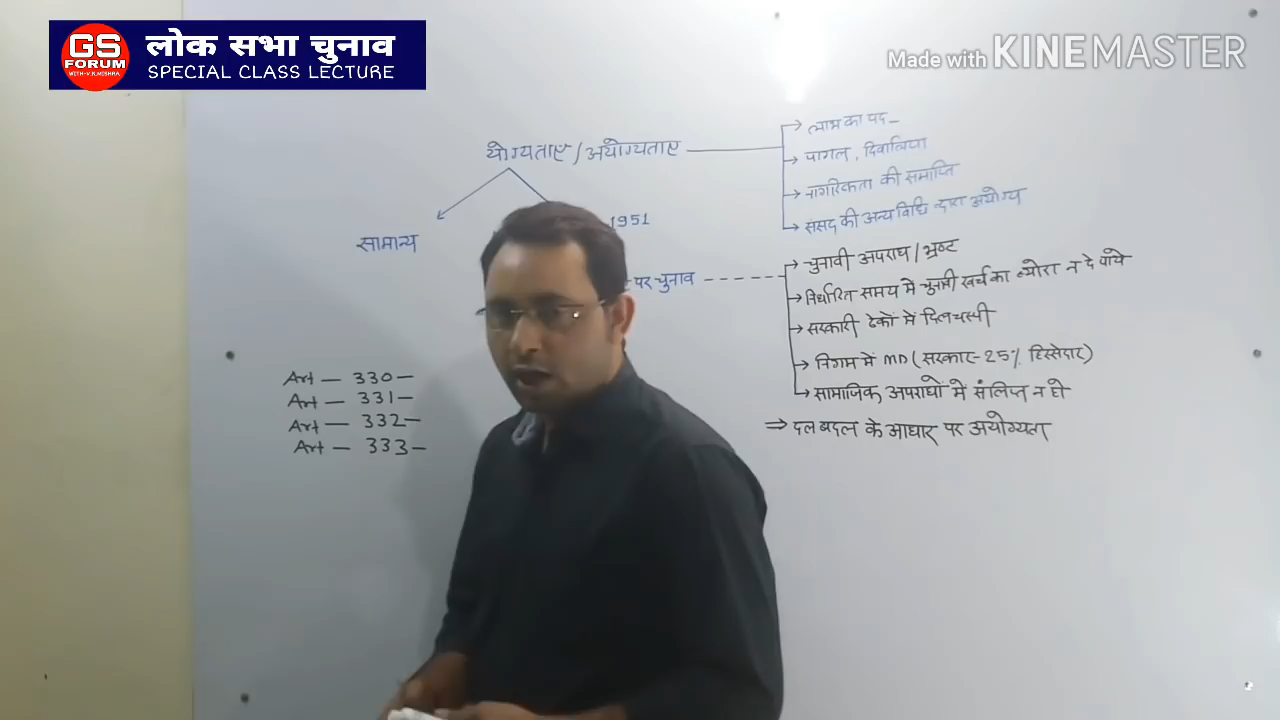 GS
FORUM
WITH-V.K.MISHRA
लोक सभा चुनाव
SPECIAL CLASS LECTURE
Made with KINEMASTER
योग्यताए/अयोग्यताए
सामान्य
1951
पर चुनाव
लाभ का पद-
पागल, दिवालिया
नागरिकता की समाप्ति
संसद की अन्य विधि द्वारा अयोग्य
चुनावी अपराध/भ्रष्ट
निर्धारित समय मे चुनावी खर्च का ब्योरा न दे पाये
सरकारी ठेको मे दिलचस्पी
निगम में MD (सरकार-25% हिस्सेदार)
सामाजिक अपराधो मे संलिप्त न हो
⇒ दल बदल के आधार पर अयोग्यता
Art — 330 —
Art — 331 —
Art — 332 —
Art — 333 —